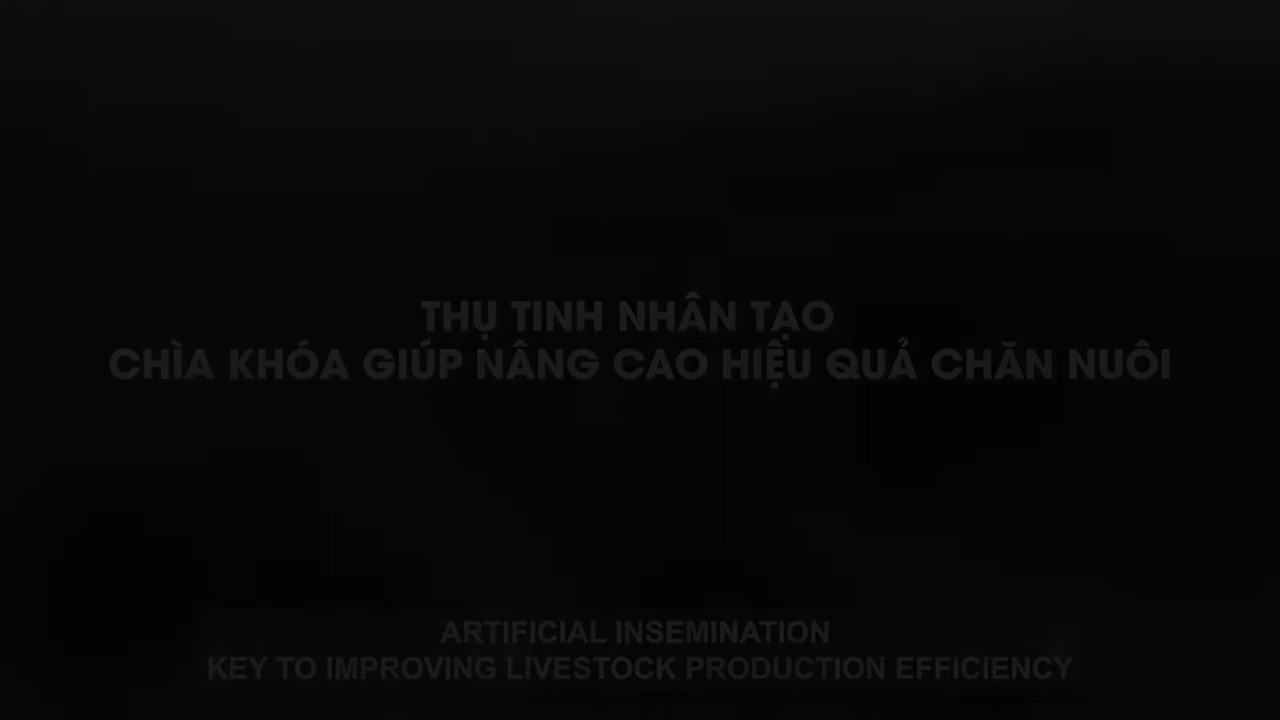 THỤ TINH NHÂN TẠO
CHÌA KHÓA GIÚP NÂNG CAO HIỆU QUẢ CHĂN NUÔI
ARTIFICIAL INSEMINATION
KEY TO IMPROVING LIVESTOCK PRODUCTION EFFICIENCY